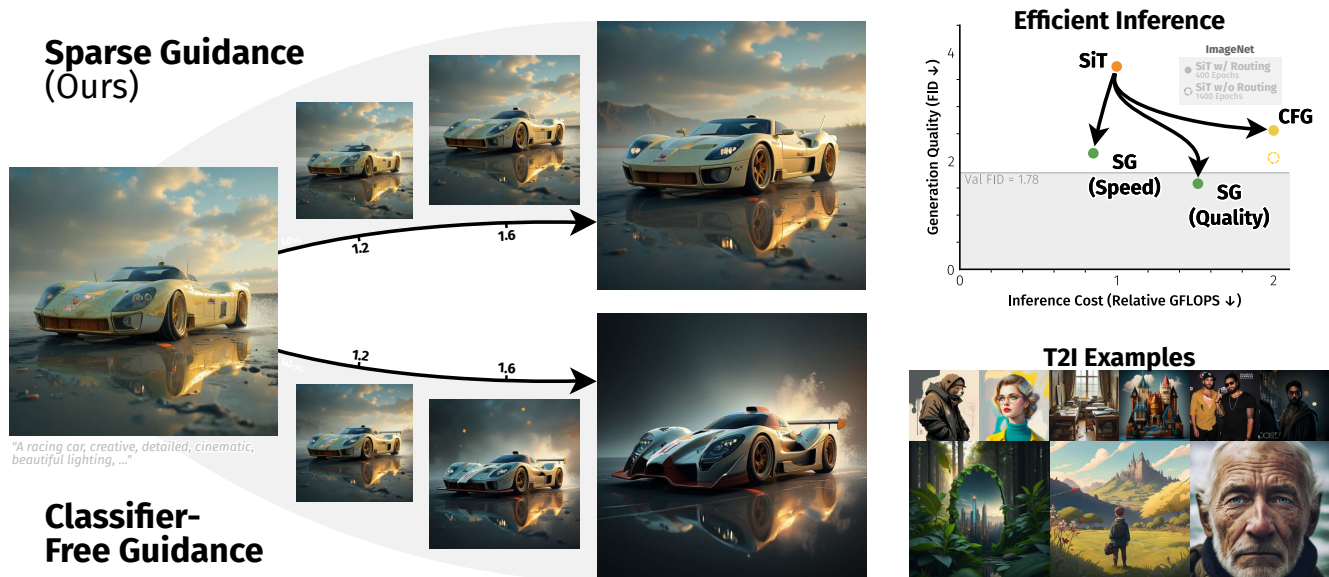 Sparse Guidance
(Ours)
1.2
1.6
1.2
1.6
"A racing car, creative, detailed, cinematic,
beautiful lighting, ..."
Classifier-
Free Guidance
Efficient Inference
Generation Quality (FID ↓)
4
2
0
SiT
ImageNet
SiT w/ Routing
400 Epochs
SiT w/o Routing
1400 Epochs
CFG
SG
(Speed)
Val FID = 1.78
SG
(Quality)
0
1
2
Inference Cost (Relative GFLOPS ↓)
T2I Examples